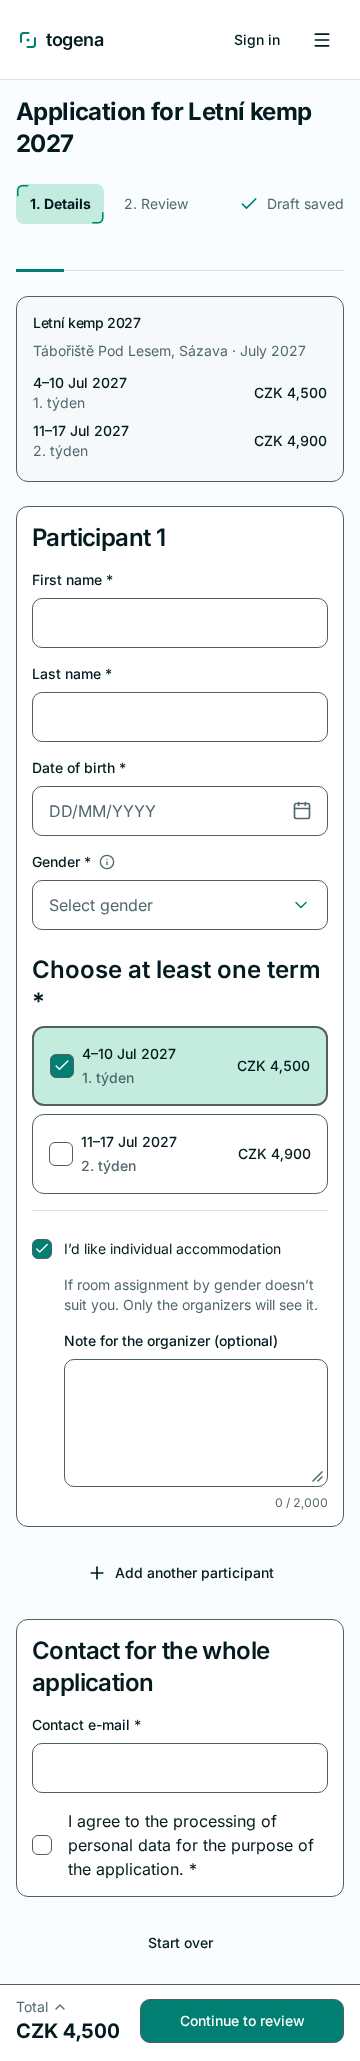 togena
Sign in
Application for Letní kemp
2027
1. Details
2. Review
Draft saved
Letní kemp 2027
Tábořiště Pod Lesem, Sázava · July 2027
4–10 Jul 2027
CZK 4,500
1. týden
11–17 Jul 2027
CZK 4,900
2. týden
Participant 1
First name *
Last name *
Date of birth *
DD/MM/YYYY
Gender *
Select gender
Choose at least one term
*
4–10 Jul 2027
CZK 4,500
1. týden
11–17 Jul 2027
CZK 4,900
2. týden
I’d like individual accommodation
If room assignment by gender doesn’t
suit you. Only the organizers will see it.
Note for the organizer (optional)
0 / 2,000
Add another participant
Contact for the whole
application
Contact e-mail *
I agree to the processing of
personal data for the purpose of
the application. *
Start over
Total
CZK 4,500
Continue to review